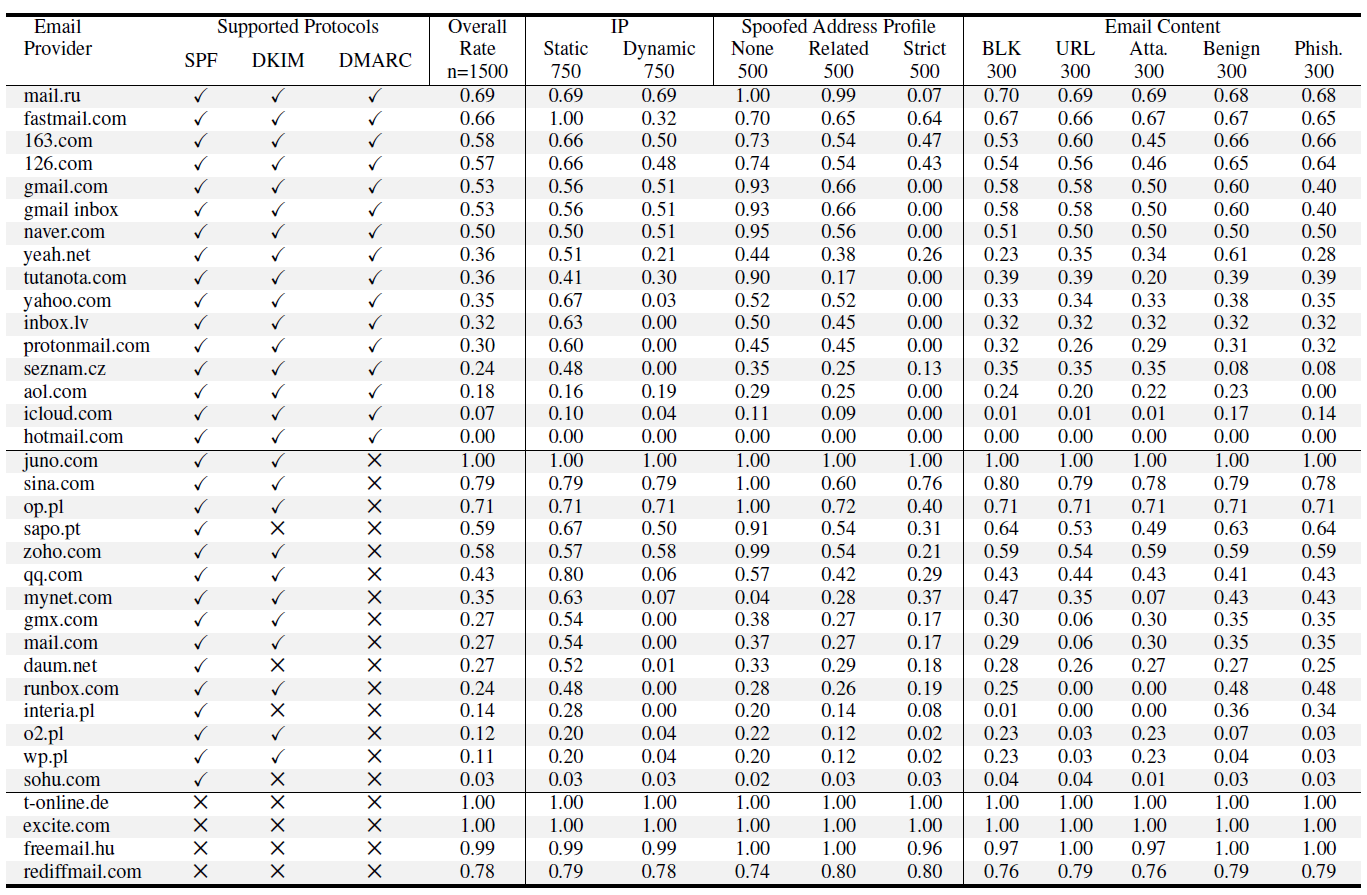 Email Supported Protocols Overall IP Spoofed Address Profile Email Content
Provider SPF DKIM DMARC Rate Static Dynamic None Related Strict BLK URL Atta. Benign Phish.
n=1500 750 750 500 500 500 300 300 300 300 300
mail.ru ✓ ✓ ✓ 0.69 0.69 0.69 1.00 0.99 0.07 0.70 0.69 0.69 0.68 0.68
fastmail.com ✓ ✓ ✓ 0.66 1.00 0.32 0.70 0.65 0.64 0.67 0.66 0.67 0.67 0.65
163.com ✓ ✓ ✓ 0.58 0.66 0.50 0.73 0.54 0.47 0.53 0.60 0.45 0.66 0.66
126.com ✓ ✓ ✓ 0.57 0.66 0.48 0.74 0.54 0.43 0.54 0.56 0.46 0.65 0.64
gmail.com ✓ ✓ ✓ 0.53 0.56 0.51 0.93 0.66 0.00 0.58 0.58 0.50 0.60 0.40
gmail inbox ✓ ✓ ✓ 0.53 0.56 0.51 0.93 0.66 0.00 0.58 0.58 0.50 0.60 0.40
naver.com ✓ ✓ ✓ 0.50 0.50 0.51 0.95 0.56 0.00 0.51 0.50 0.50 0.50 0.50
yeah.net ✓ ✓ ✓ 0.36 0.51 0.21 0.44 0.38 0.26 0.23 0.35 0.34 0.61 0.28
tutanota.com ✓ ✓ ✓ 0.36 0.41 0.30 0.90 0.17 0.00 0.39 0.39 0.20 0.39 0.39
yahoo.com ✓ ✓ ✓ 0.35 0.67 0.03 0.52 0.52 0.00 0.33 0.34 0.33 0.38 0.35
inbox.lv ✓ ✓ ✓ 0.32 0.63 0.00 0.50 0.45 0.00 0.32 0.32 0.32 0.32 0.32
protonmail.com ✓ ✓ ✓ 0.30 0.60 0.00 0.45 0.45 0.00 0.32 0.26 0.29 0.31 0.32
seznam.cz ✓ ✓ ✓ 0.24 0.48 0.00 0.35 0.25 0.13 0.35 0.35 0.35 0.08 0.08
aol.com ✓ ✓ ✓ 0.18 0.16 0.19 0.29 0.25 0.00 0.24 0.20 0.22 0.23 0.00
icloud.com ✓ ✓ ✓ 0.07 0.10 0.04 0.11 0.09 0.00 0.01 0.01 0.01 0.17 0.14
hotmail.com ✓ ✓ ✓ 0.00 0.00 0.00 0.00 0.00 0.00 0.00 0.00 0.00 0.00 0.00
juno.com ✓ ✓ ✕ 1.00 1.00 1.00 1.00 1.00 1.00 1.00 1.00 1.00 1.00 1.00
sina.com ✓ ✓ ✕ 0.79 0.79 0.79 1.00 0.60 0.76 0.80 0.79 0.78 0.79 0.78
op.pl ✓ ✓ ✕ 0.71 0.71 0.71 1.00 0.72 0.40 0.71 0.71 0.71 0.71 0.71
sapo.pt ✓ ✕ ✕ 0.59 0.67 0.50 0.91 0.54 0.31 0.64 0.53 0.49 0.63 0.64
zoho.com ✓ ✓ ✕ 0.58 0.57 0.58 0.99 0.54 0.21 0.59 0.54 0.59 0.59 0.59
qq.com ✓ ✓ ✕ 0.43 0.80 0.06 0.57 0.42 0.29 0.43 0.44 0.43 0.41 0.43
mynet.com ✓ ✓ ✕ 0.35 0.63 0.07 0.04 0.28 0.37 0.47 0.35 0.07 0.43 0.43
gmx.com ✓ ✓ ✕ 0.27 0.54 0.00 0.38 0.27 0.17 0.30 0.06 0.30 0.35 0.35
mail.com ✓ ✓ ✕ 0.27 0.54 0.00 0.37 0.27 0.17 0.29 0.06 0.30 0.35 0.35
daum.net ✓ ✕ ✕ 0.27 0.52 0.01 0.33 0.29 0.18 0.28 0.26 0.27 0.27 0.25
runbox.com ✓ ✓ ✕ 0.24 0.48 0.00 0.28 0.26 0.19 0.25 0.00 0.00 0.48 0.48
interia.pl ✓ ✕ ✕ 0.14 0.28 0.00 0.20 0.14 0.08 0.01 0.00 0.00 0.36 0.34
o2.pl ✓ ✓ ✕ 0.12 0.20 0.04 0.22 0.12 0.02 0.23 0.03 0.23 0.07 0.03
wp.pl ✓ ✓ ✕ 0.11 0.20 0.04 0.20 0.12 0.02 0.23 0.03 0.23 0.04 0.03
sohu.com ✓ ✕ ✕ 0.03 0.03 0.03 0.02 0.03 0.03 0.04 0.04 0.01 0.03 0.03
t-online.de ✕ ✕ ✕ 1.00 1.00 1.00 1.00 1.00 1.00 1.00 1.00 1.00 1.00 1.00
excite.com ✕ ✕ ✕ 1.00 1.00 1.00 1.00 1.00 1.00 1.00 1.00 1.00 1.00 1.00
freemail.hu ✕ ✕ ✕ 0.99 0.99 0.99 1.00 1.00 0.96 0.97 1.00 0.97 1.00 1.00
rediffmail.com ✕ ✕ ✕ 0.78 0.79 0.78 0.74 0.80 0.80 0.76 0.79 0.76 0.79 0.79